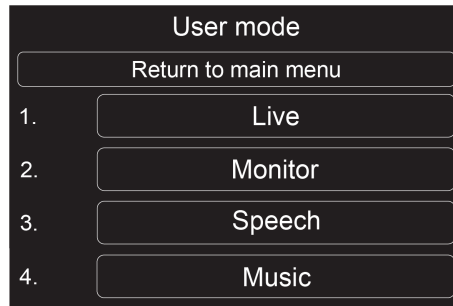 User mode
Return to main menu
1. Live
2. Monitor
3. Speech
4. Music